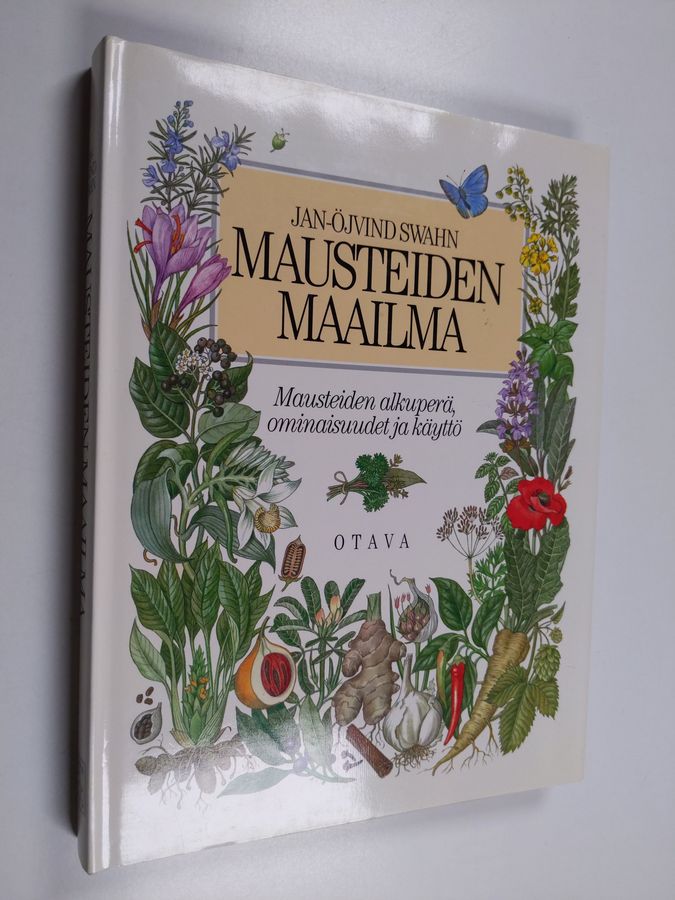 JAN-ÖJVIND SWAHN
MAUSTEIDEN
MAAILMA
Mausteiden alkuperä,
ominaisuudet ja käyttö
OTAVA
MAUSTEIDEN MAAILMA